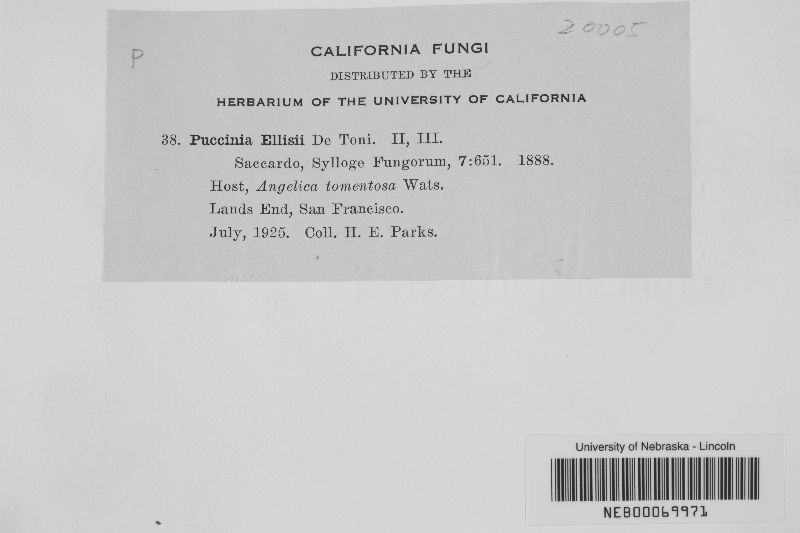 P
20005
CALIFORNIA FUNGI
DISTRIBUTED BY THE
HERBARIUM OF THE UNIVERSITY OF CALIFORNIA
38. Puccinia Ellisii De Toni. II, III.
Saccardo, Sylloge Fungorum, 7:651. 1888.
Host, Angelica tomentosa Wats.
Lands End, San Francisco.
July, 1925. Coll. H. E. Parks.
University of Nebraska - Lincoln
NEB00069971